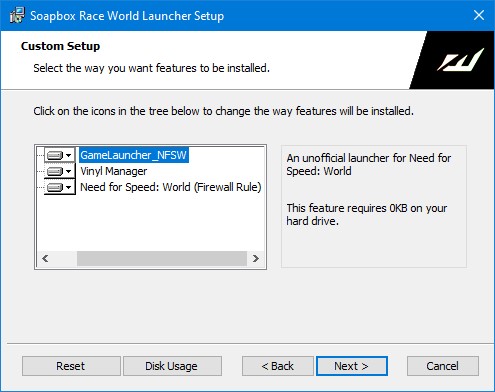 Soapbox Race World Launcher Setup
Custom Setup
Select the way you want features to be installed.
Click on the icons in the tree below to change the way features will be installed.
GameLauncher_NFSW
Vinyl Manager
Need for Speed: World (Firewall Rule)
An unofficial launcher for Need for
Speed: World
This feature requires 0KB on your
hard drive.
Reset
Disk Usage
< Back
Next >
Cancel